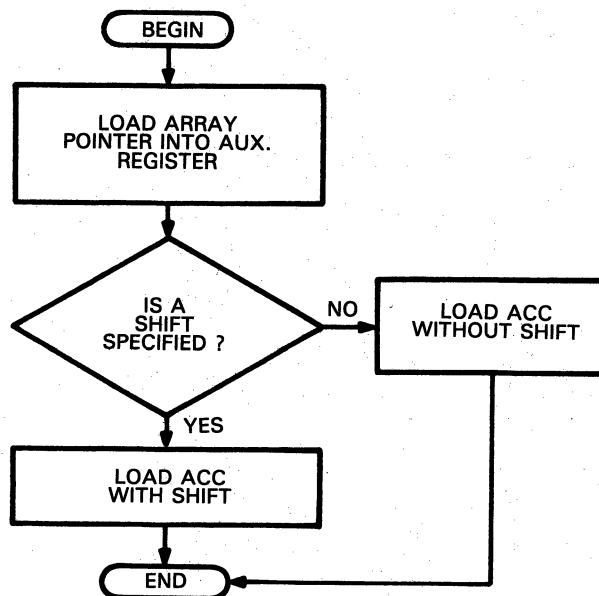 BEGIN
LOAD ARRAY
POINTER INTO AUX.
REGISTER
IS A
SHIFT
SPECIFIED ?
NO
LOAD ACC
WITHOUT SHIFT
YES
LOAD ACC
WITH SHIFT
END